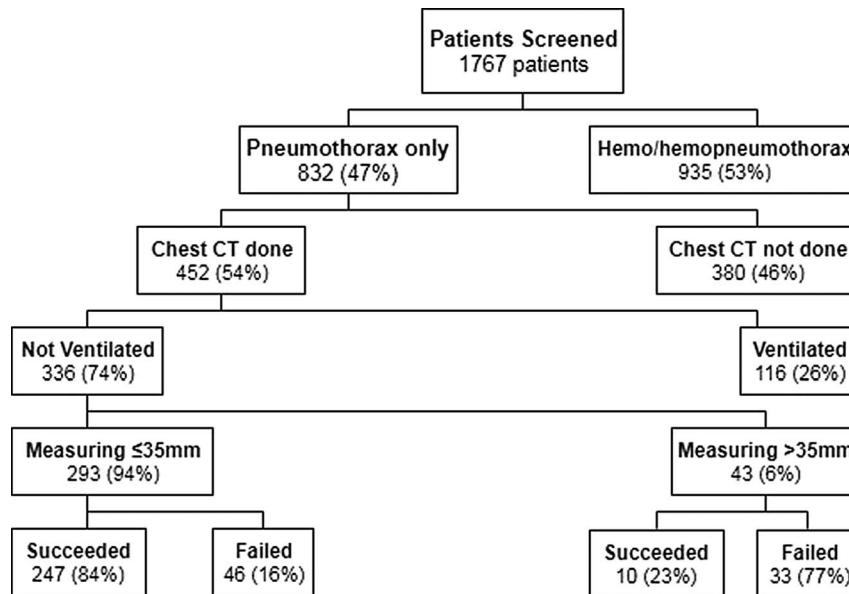 Patients Screened
1767 patients
Pneumothorax only
832 (47%)
Hemo/hemopneumothorax
935 (53%)
Chest CT done
452 (54%)
Chest CT not done
380 (46%)
Not Ventilated
336 (74%)
Ventilated
116 (26%)
Measuring ≤35mm
293 (94%)
Measuring >35mm
43 (6%)
Succeeded
247 (84%)
Failed
46 (16%)
Succeeded
10 (23%)
Failed
33 (77%)